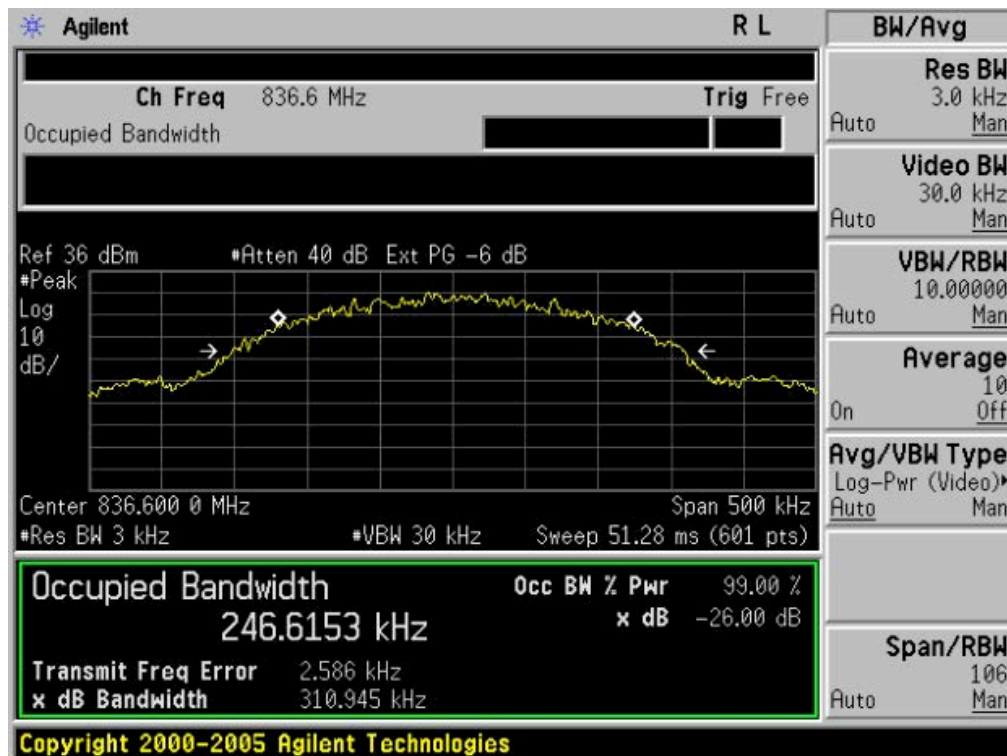 Agilent R L
BW/Avg
Ch Freq 836.6 MHz Trig Free
Occupied Bandwidth
Ref 36 dBm #Atten 40 dB Ext PG -6 dB
#Peak
Log
10
dB/
Center 836.600 0 MHz Span 500 kHz
#Res BW 3 kHz #VBW 30 kHz Sweep 51.28 ms (601 pts)
Occupied Bandwidth
246.6153 kHz
Occ BW % Pwr 99.00 %
x dB -26.00 dB
Transmit Freq Error 2.586 kHz
x dB Bandwidth 310.945 kHz
Res BW
3.0 kHz
Auto Man
Video BW
30.0 kHz
Auto Man
VBW/RBW
10.00000
Auto Man
Average
10
On Off
Avg/VBW Type
Log-Pwr (Video)
Auto Man
Span/RBW
106
Auto Man
Copyright 2000-2005 Agilent Technologies